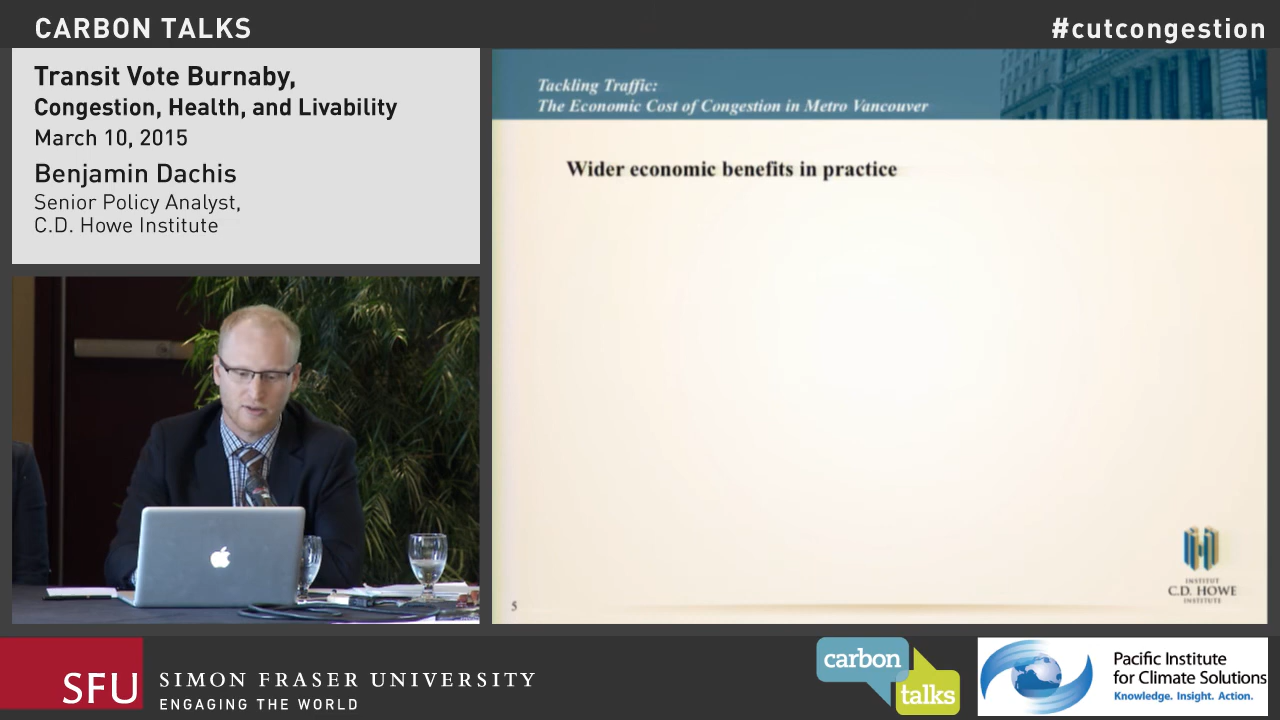 CARBON TALKS
#cutcongestion
Transit Vote Burnaby,
Congestion, Health, and Livability
March 10, 2015
Benjamin Dachis
Senior Policy Analyst,
C.D. Howe Institute
Tackling Traffic:
The Economic Cost of Congestion in Metro Vancouver
Wider economic benefits in practice
INSTITUT
C.D. HOWE
INSTITUTE
5
SFU
SIMON FRASER UNIVERSITY
ENGAGING THE WORLD
carbon
talks
Pacific Institute
for Climate Solutions
Knowledge. Insight. Action.